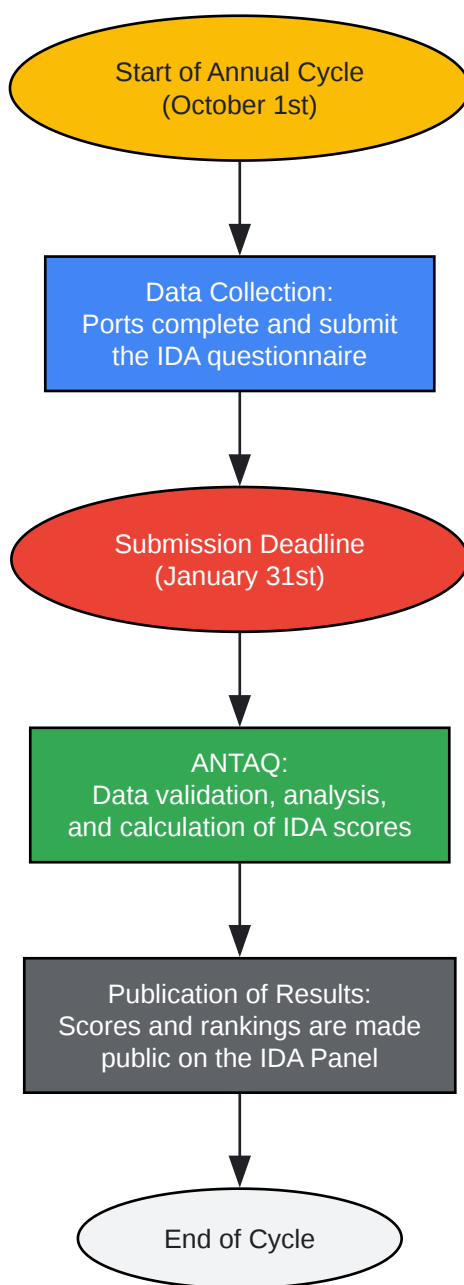 Start of Annual Cycle
(October 1st)
Data Collection:
Ports complete and submit
the IDA questionnaire
Submission Deadline
(January 31st)
ANTAQ:
Data validation, analysis,
and calculation of IDA scores
Publication of Results:
Scores and rankings are made
public on the IDA Panel
End of Cycle